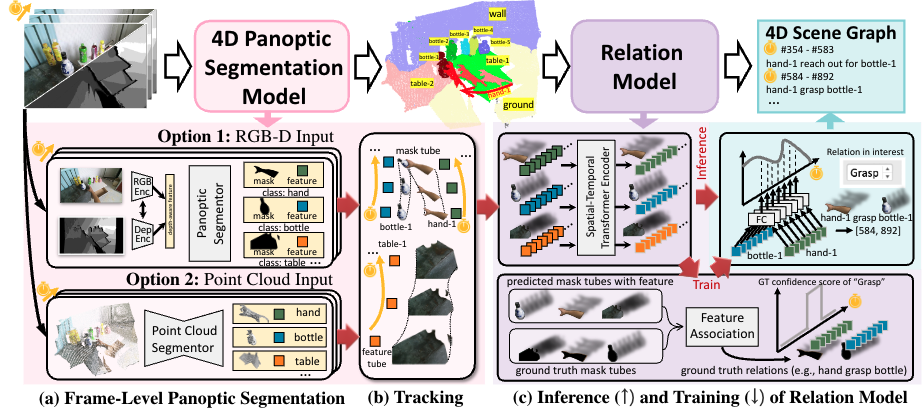 4D Panoptic
Segmentation
Model
wall
bottle-3
bottle-4
bottle-2
bottle-1
bottle-5
table-1
table-2
hand-1
ground
Relation
Model
4D Scene Graph
#354 - #583
hand-1 reach out for bottle-1
#584 - #892
hand-1 grasp bottle-1
...
Option 1: RGB-D Input
RGB
Enc
Dep
Enc
depth-aware feature
Panoptic
Segmentor
mask feature
class: hand
mask feature
class: bottle
mask feature
class: table ...
Option 2: Point Cloud Input
Point Cloud
Segmentor
hand
bottle
table
...
mask tube
bottle-1
hand-1
table-1
feature
tube
Spatial-Temporal
Transformer Encoder
Inference
Train
Relation in interest
Grasp
FC
hand-1 grasp bottle-1
[584, 892]
bottle-1
hand-1
predicted mask tubes with feature
ground truth mask tubes
Feature
Association
GT confidence score of "Grasp"
ground truth relations (e.g., hand grasp bottle)
(a) Frame-Level Panoptic Segmentation
(b) Tracking
(c) Inference (↑) and Training (↓) of Relation Model